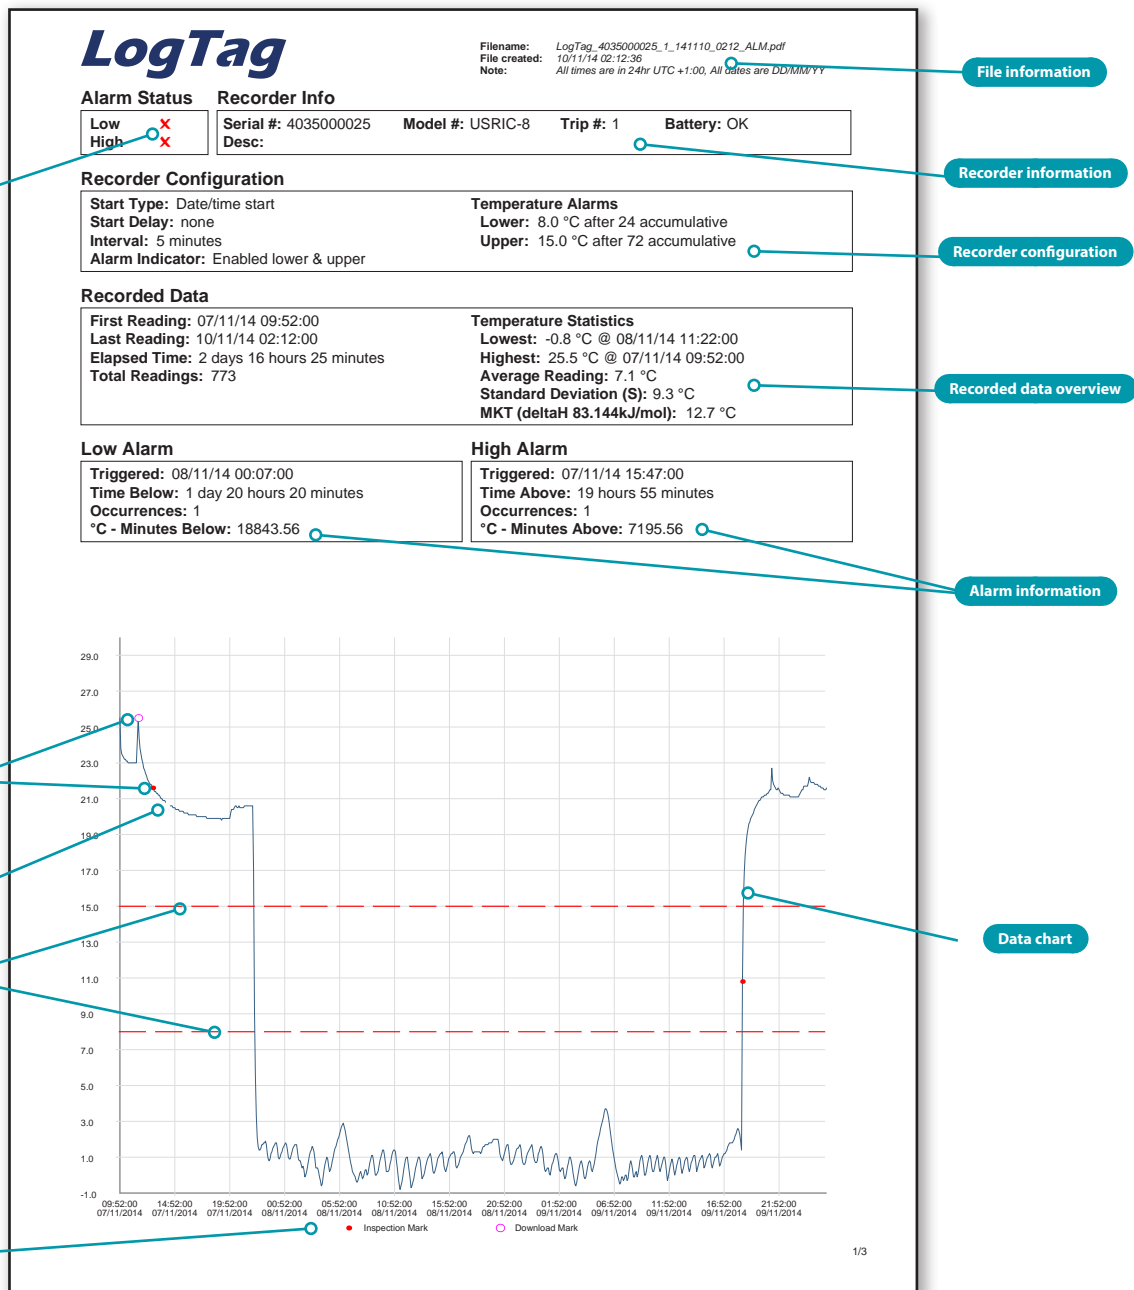 LogTag
Filename: LogTag_4035000025_1_141110_0212_ALM.pdf
File created: 10/11/14 02:12:36
Note: All times are in 24hr UTC +1:00, All dates are DD/MM/YY
File information
Alarm Status
Low X
High X
Recorder Info
Serial #: 4035000025 Model #: USRIC-8 Trip #: 1 Battery: OK
Desc:
Recorder information
Recorder Configuration
Start Type: Date/time start
Start Delay: none
Interval: 5 minutes
Alarm Indicator: Enabled lower & upper
Temperature Alarms
Lower: 8.0 °C after 24 accumulative
Upper: 15.0 °C after 72 accumulative
Recorder configuration
Recorded Data
First Reading: 07/11/14 09:52:00
Last Reading: 10/11/14 02:12:00
Elapsed Time: 2 days 16 hours 25 minutes
Total Readings: 773
Temperature Statistics
Lowest: -0.8 °C @ 08/11/14 11:22:00
Highest: 25.5 °C @ 07/11/14 09:52:00
Average Reading: 7.1 °C
Standard Deviation (S): 9.3 °C
MKT (deltaH 83.144kJ/mol): 12.7 °C
Recorded data overview
Low Alarm
Triggered: 08/11/14 00:07:00
Time Below: 1 day 20 hours 20 minutes
Occurrences: 1
°C - Minutes Below: 18843.56
High Alarm
Triggered: 07/11/14 15:47:00
Time Above: 19 hours 55 minutes
Occurrences: 1
°C - Minutes Above: 7195.56
Alarm information
29.0
27.0
25.0
23.0
21.0
19.0
17.0
15.0
13.0
11.0
9.0
7.0
5.0
3.0
1.0
-1.0
Data chart
09:52:00 14:52:00 19:52:00 00:52:00 05:52:00 10:52:00 15:52:00 20:52:00 01:52:00 06:52:00 11:52:00 16:52:00 21:52:00
07/11/2014 07/11/2014 07/11/2014 08/11/2014 08/11/2014 08/11/2014 08/11/2014 08/11/2014 09/11/2014 09/11/2014 09/11/2014 09/11/2014 09/11/2014
Inspection Mark Download Mark
1/3